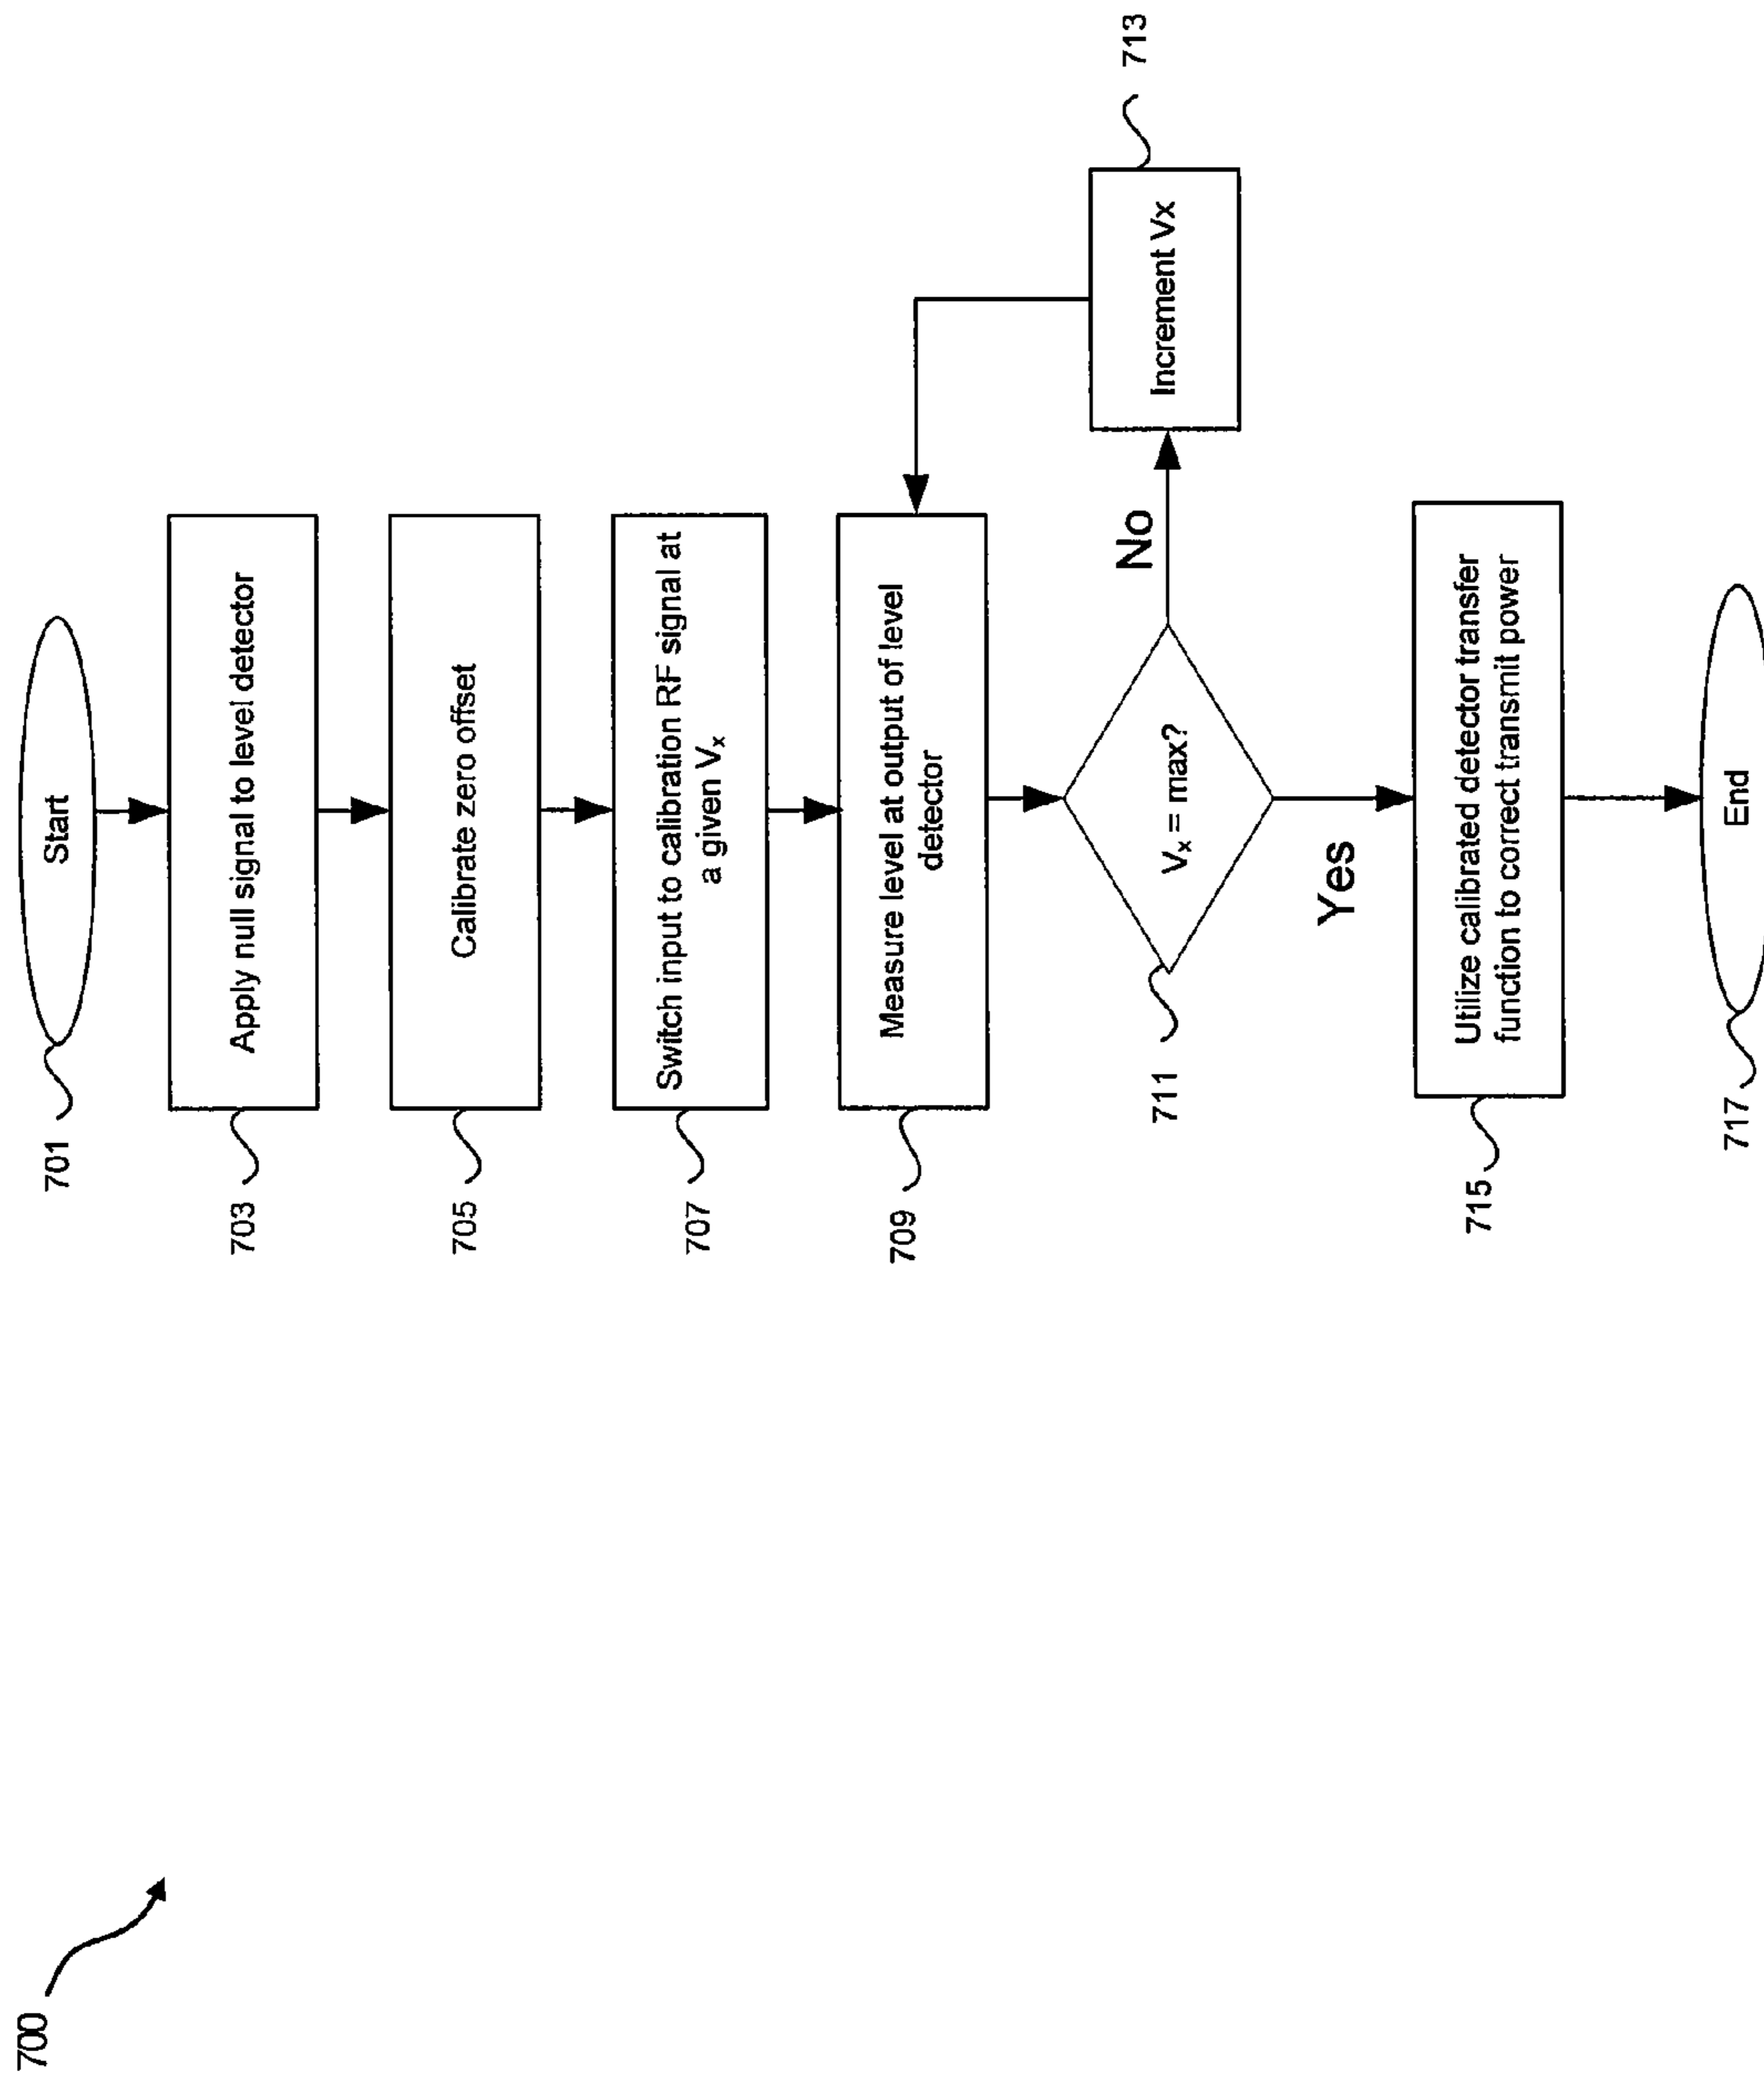 700
Start
701
Apply null signal to level detector
703
Calibrate zero offset
705
Switch input to calibration RF signal at
a given Vₓ
707
Measure level at output of level
detector
709
Vₓ = max?
711
No
Increment Vx
713
Yes
Utilize calibrated detector transfer
function to correct transmit power
715
End
717